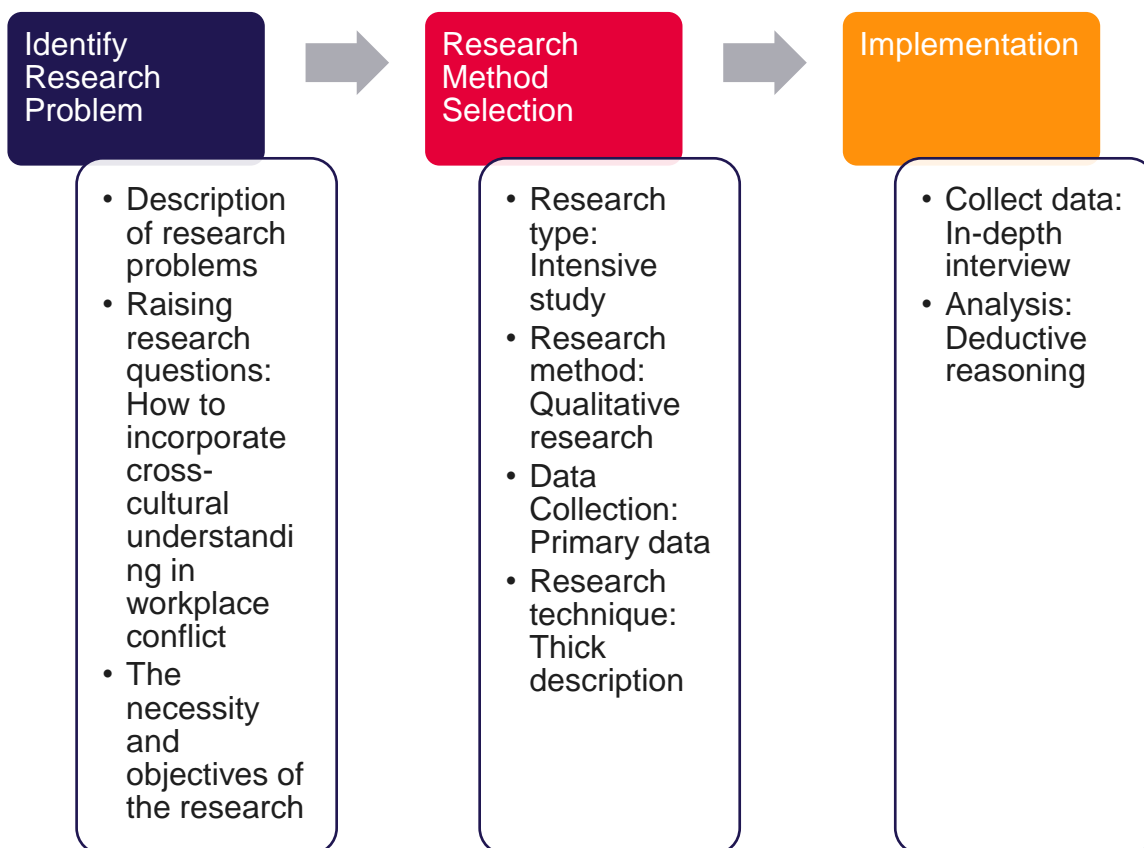 Identify
Research
Problem
• Description
of research
problems
• Raising
research
questions:
How to
incorporate
cross-
cultural
understandi
ng in
workplace
conflict
• The
necessity
and
objectives of
the research
Research
Method
Selection
• Research
type:
Intensive
study
• Research
method:
Qualitative
research
• Data
Collection:
Primary data
• Research
technique:
Thick
description
Implementation
• Collect data:
In-depth
interview
• Analysis:
Deductive
reasoning